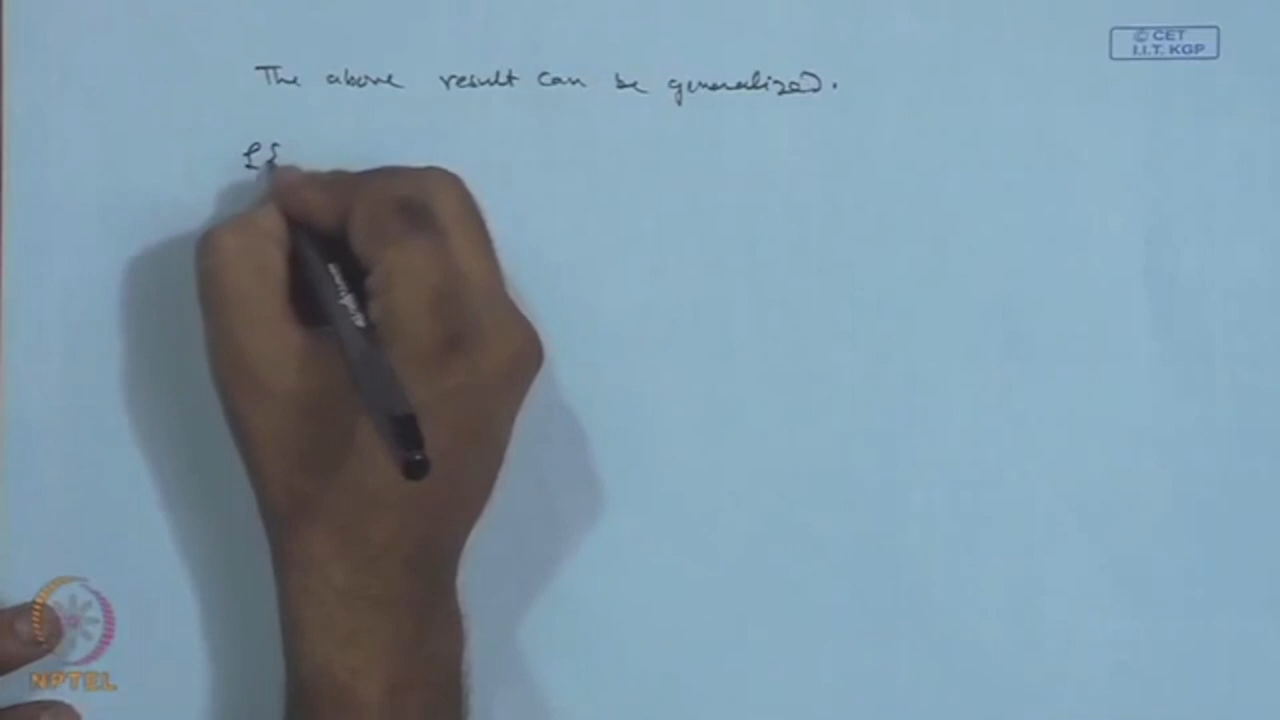 © CET
I.I.T. KGP
The above result can be generalized.
L{
NPTEL